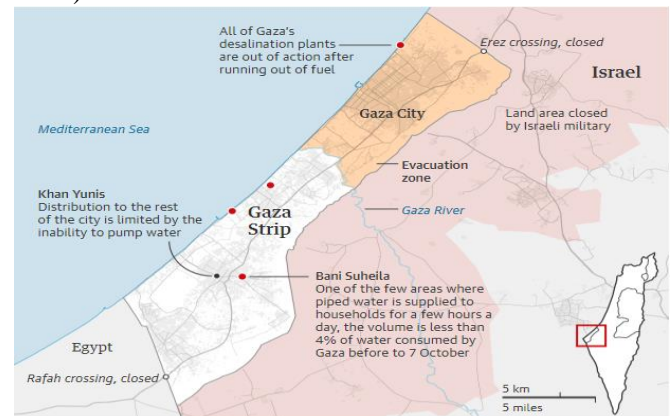 All of Gaza's
desalination plants
are out of action after
running out of fuel
Erez crossing, closed
Israel
Gaza City
Land area closed
by Israeli military
Mediterranean Sea
Evacuation
zone
Khan Yunis
Distribution to the rest
of the city is limited by the
inability to pump water
Gaza
Strip
Gaza River
Bani Suheila
One of the few areas where
piped water is supplied to
households for a few hours a
day, the volume is less than
4% of water consumed by
Gaza before to 7 October
Egypt
Rafah crossing, closed
5 km
5 miles